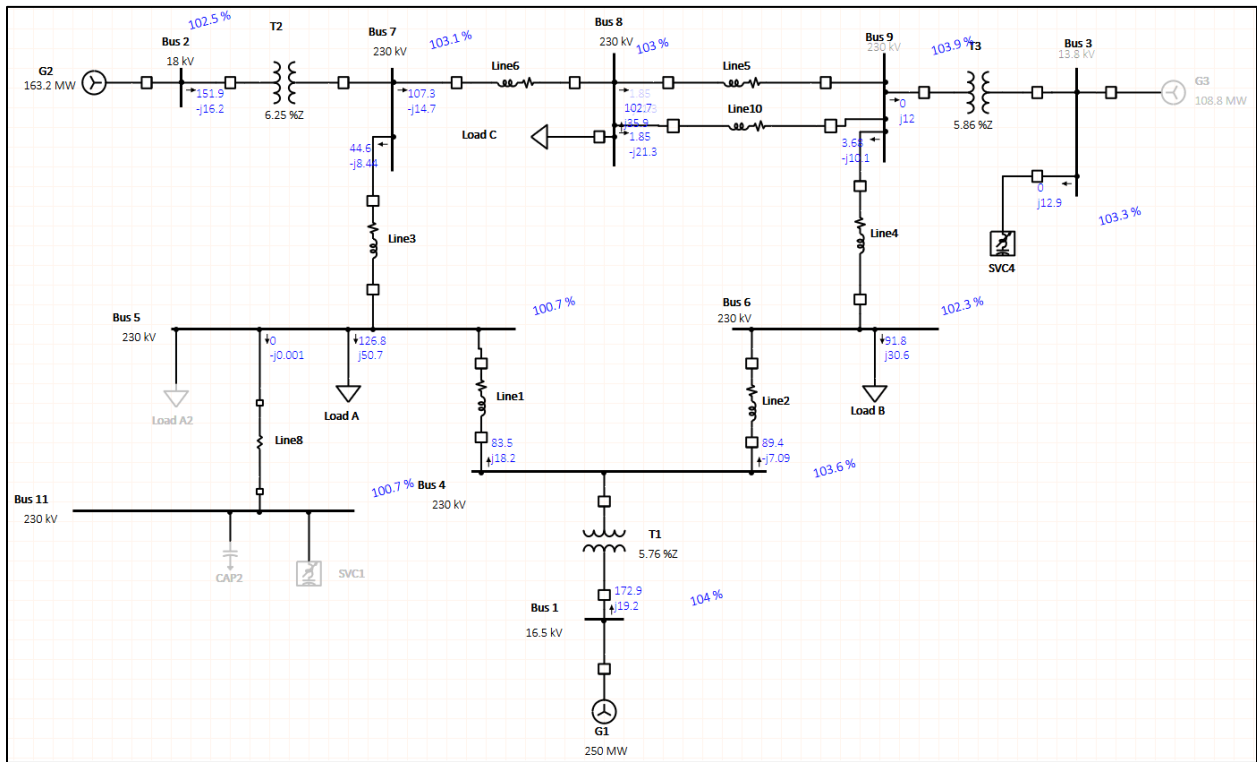 102.5 %
T2
Bus 2
18 kV
G2
163.2 MW
151.9
-j16.2
6.25 %Z
Bus 7
230 kV
103.1 %
107.3
-j14.7
Line6
Bus 8
230 kV
103 %
1.85
102.7
j35.9
1.85
-j21.3
Line5
Line10
Load C
Bus 9
230 kV
103.9 %
T3
0
j12
5.86 %Z
Bus 3
13.8 kV
G3
108.8 MW
44.6
-j8.44
Line3
3.68
-j10.1
Line4
0
j12.9
103.3 %
SVC4
Bus 5
230 kV
100.7 %
Bus 6
230 kV
102.3 %
0
-j0.001
126.8
j50.7
91.8
j30.6
Load A2
Load A
Line1
Line2
Load B
Line8
83.5
j18.2
89.4
-j7.09
100.7 %
Bus 4
230 kV
103.6 %
Bus 11
230 kV
T1
5.76 %Z
CAP2
SVC1
172.9
j19.2
104 %
Bus 1
16.5 kV
G1
250 MW